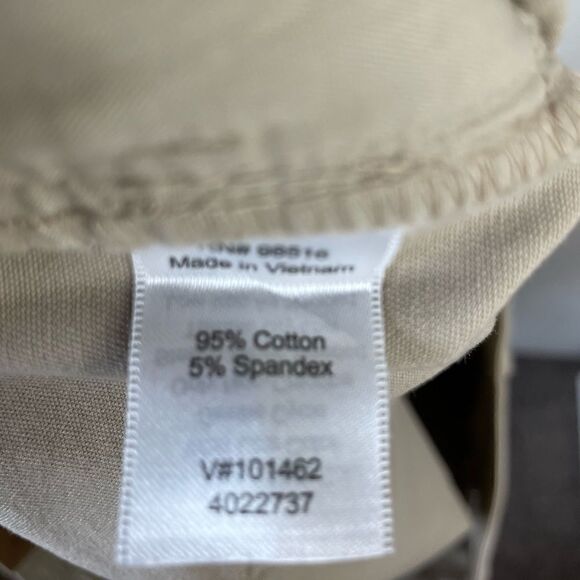 Made in Vietnam
95% Cotton
5% Spandex
V#101462
4022737